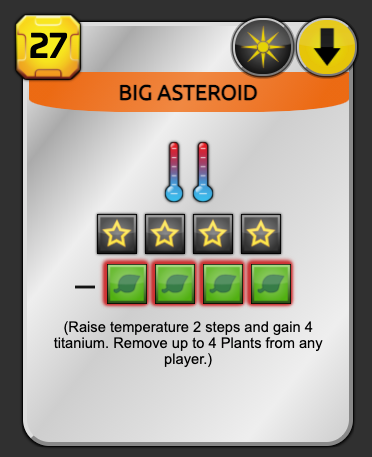 27
BIG ASTEROID
(Raise temperature 2 steps and gain 4
titanium. Remove up to 4 Plants from any
player.)